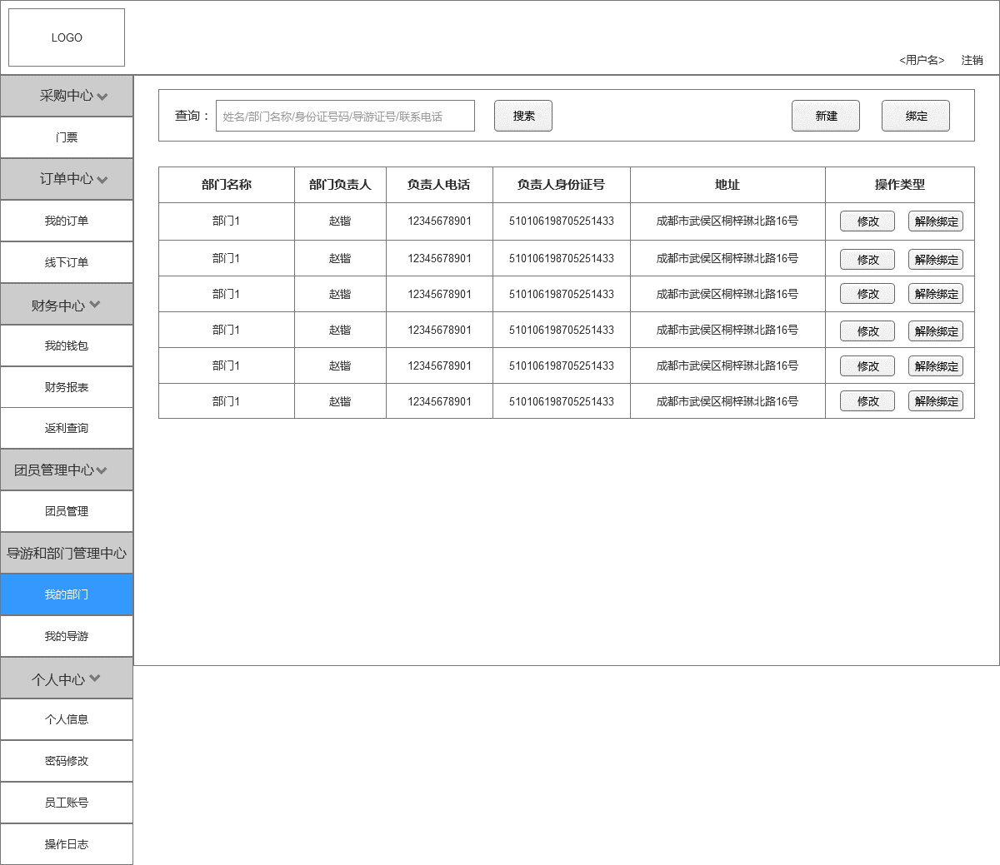 LOGO
<用户名> 注销
采购中心
门票
订单中心
我的订单
线下订单
财务中心
我的钱包
财务报表
返利查询
团员管理中心
团员管理
导游和部门管理中心
我的部门
我的导游
个人中心
个人信息
密码修改
员工账号
操作日志
查询： 姓名/部门名称/身份证号码/导游证号/联系电话 搜索 新建 绑定
部门名称 部门负责人 负责人电话 负责人身份证号 地址 操作类型
部门1 赵锴 12345678901 510106198705251433 成都市武侯区桐梓琳北路16号 修改 解除绑定
部门1 赵锴 12345678901 510106198705251433 成都市武侯区桐梓琳北路16号 修改 解除绑定
部门1 赵锴 12345678901 510106198705251433 成都市武侯区桐梓琳北路16号 修改 解除绑定
部门1 赵锴 12345678901 510106198705251433 成都市武侯区桐梓琳北路16号 修改 解除绑定
部门1 赵锴 12345678901 510106198705251433 成都市武侯区桐梓琳北路16号 修改 解除绑定
部门1 赵锴 12345678901 510106198705251433 成都市武侯区桐梓琳北路16号 修改 解除绑定